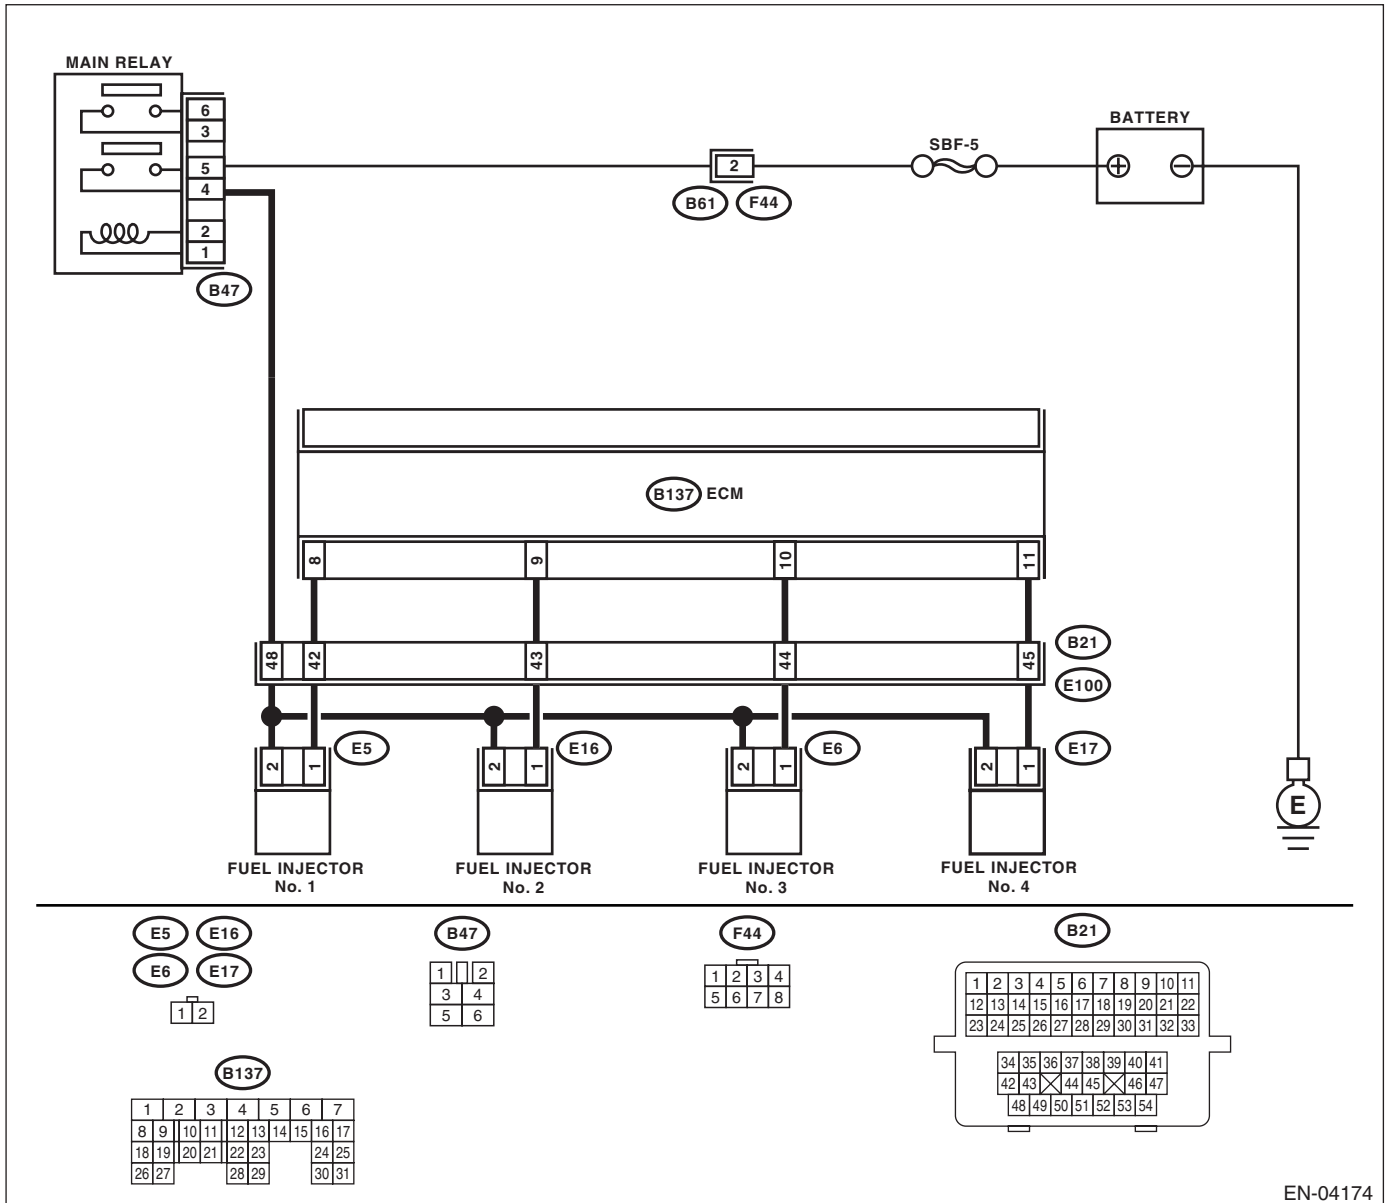 MAIN RELAY
6
3
5
4
2
1
B47
2
B61 F44
SBF-5
BATTERY
B137 ECM
8 9 10 11
48 42 43 44 45
B21
E100
E5 E16 E6 E17
2 1 2 1 2 1 2 1
FUEL INJECTOR
No. 1
FUEL INJECTOR
No. 2
FUEL INJECTOR
No. 3
FUEL INJECTOR
No. 4
E
E5 E16
E6 E17
1 2
B47
1 2
3 4
5 6
F44
1 2 3 4
5 6 7 8
B21
1 2 3 4 5 6 7 8 9 10 11
12 13 14 15 16 17 18 19 20 21 22
23 24 25 26 27 28 29 30 31 32 33
34 35 36 37 38 39 40 41
42 43 44 45 46 47
48 49 50 51 52 53 54
B137
1 2 3 4 5 6 7
8 9 10 11 12 13 14 15 16 17
18 19 20 21 22 23 24 25
26 27 28 29 30 31
EN-04174